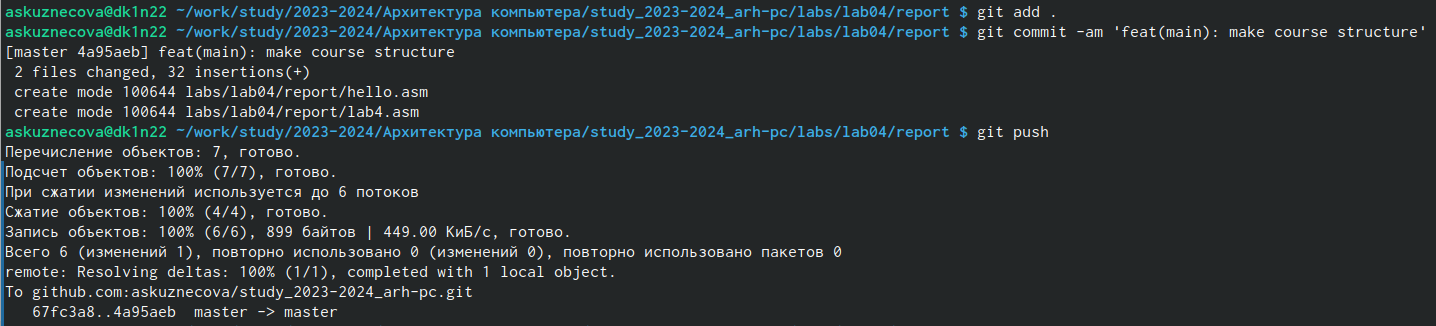 askuznecova@dk1n22 ~/work/study/2023-2024/Архитектура компьютера/study_2023-2024_arh-pc/labs/lab04/report $ git add .
askuznecova@dk1n22 ~/work/study/2023-2024/Архитектура компьютера/study_2023-2024_arh-pc/labs/lab04/report $ git commit -am 'feat(main): make course structure'
[master 4a95aeb] feat(main): make course structure
 2 files changed, 32 insertions(+)
 create mode 100644 labs/lab04/report/hello.asm
 create mode 100644 labs/lab04/report/lab4.asm
askuznecova@dk1n22 ~/work/study/2023-2024/Архитектура компьютера/study_2023-2024_arh-pc/labs/lab04/report $ git push
Перечисление объектов: 7, готово.
Подсчет объектов: 100% (7/7), готово.
При сжатии изменений используется до 6 потоков
Сжатие объектов: 100% (4/4), готово.
Запись объектов: 100% (6/6), 899 байтов | 449.00 КиБ/с, готово.
Всего 6 (изменений 1), повторно использовано 0 (изменений 0), повторно использовано пакетов 0
remote: Resolving deltas: 100% (1/1), completed with 1 local object.
To github.com:askuznecova/study_2023-2024_arh-pc.git
   67fc3a8..4a95aeb  master -> master